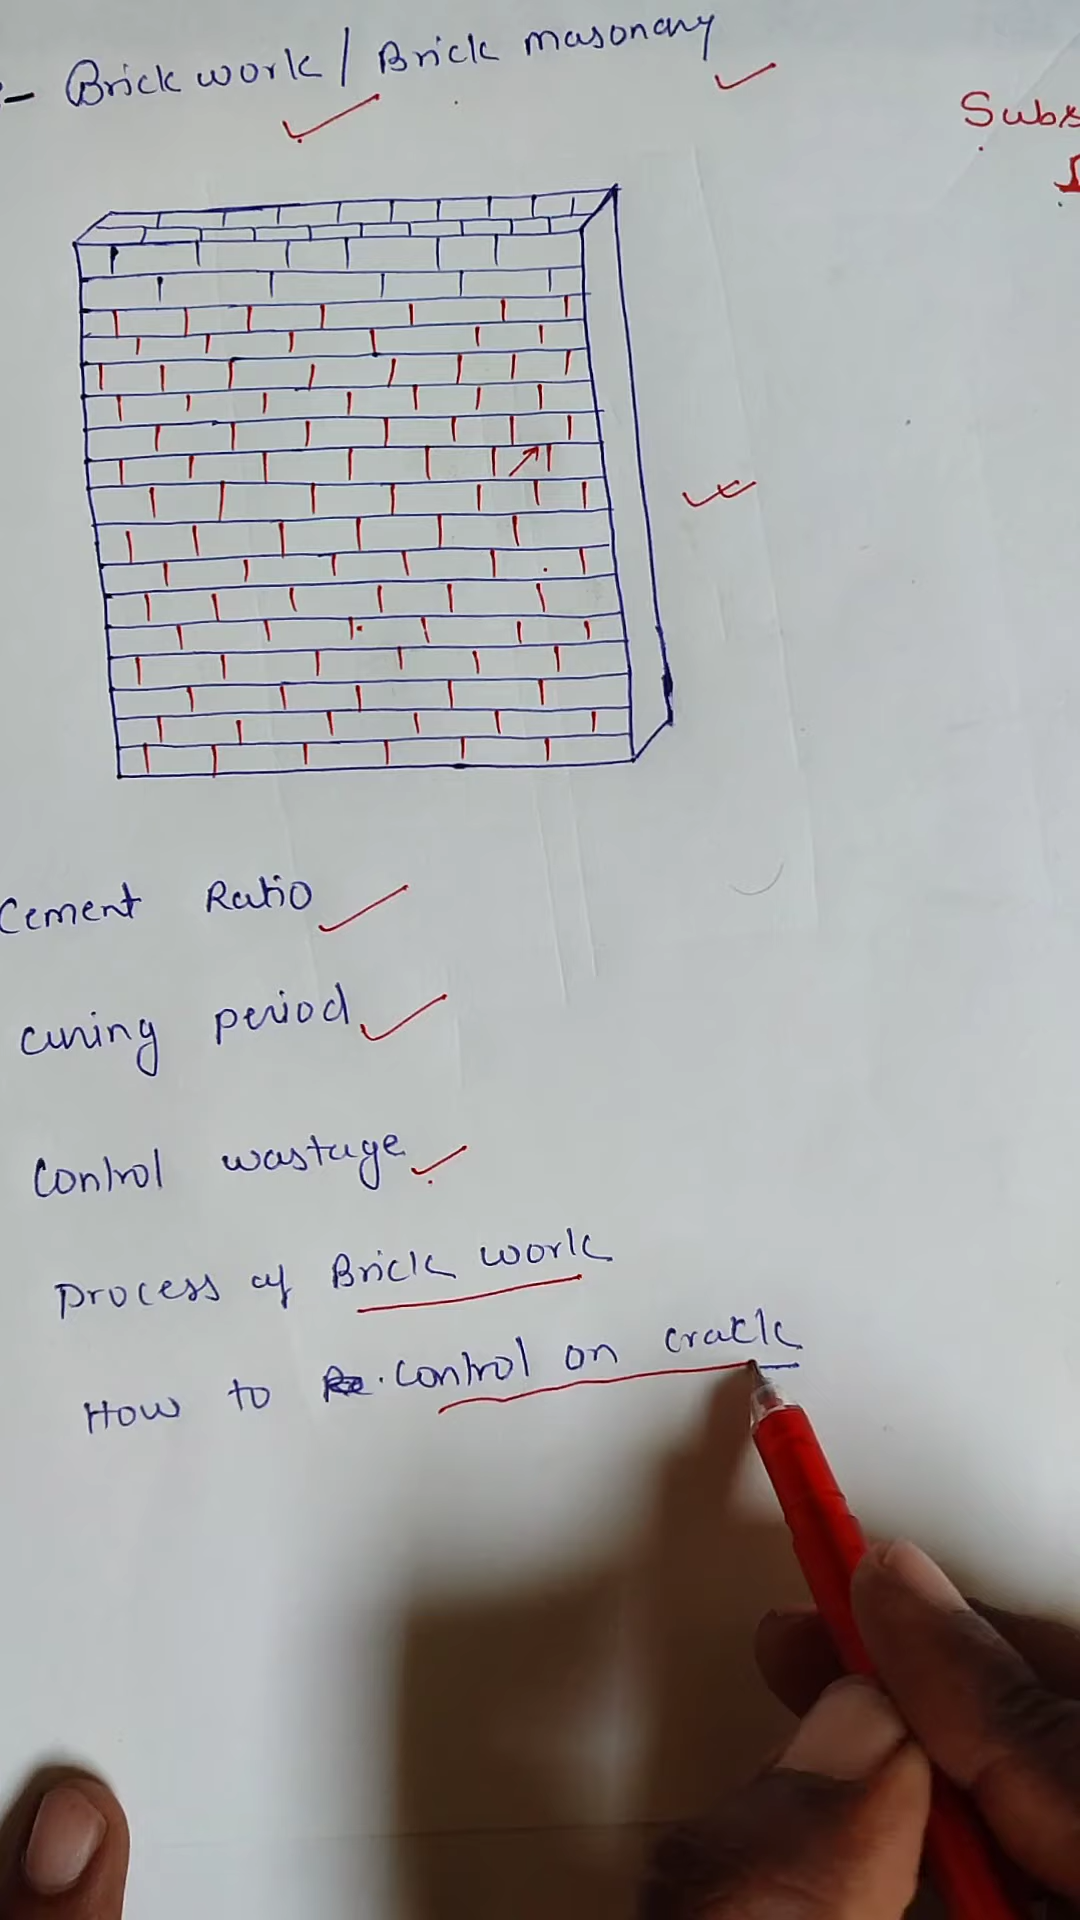 :- Brick work / Brick masonary
Subs
Cement Ratio
curing period
Control wastage
Process of Brick work
How to control on crack